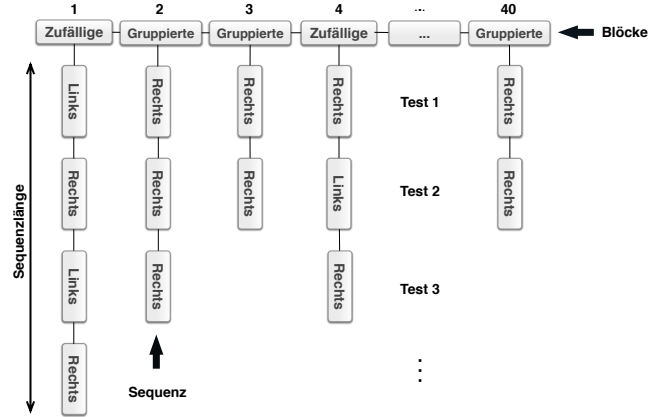 1 2 3 4 ... 40
Zufällige Gruppierte Gruppierte Zufällige ... Gruppierte Blöcke
Links Rechts Rechts Rechts Test 1 Rechts
Rechts Rechts Rechts Links Test 2 Rechts
Sequenzlänge
Links Rechts Rechts Test 3
Rechts
Sequenz